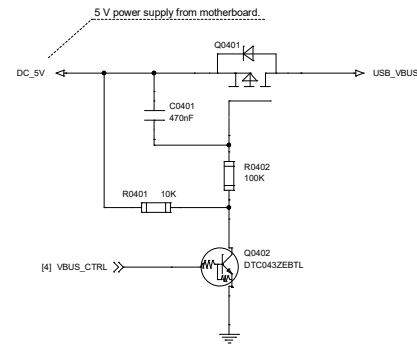 5 V power supply from motherboard.
Q0401
DC_5V
USB_VBUS
C0401
470nF
R0402
100K
R0401 10K
Q0402
DTC043ZEBTL
[4] VBUS_CTRL